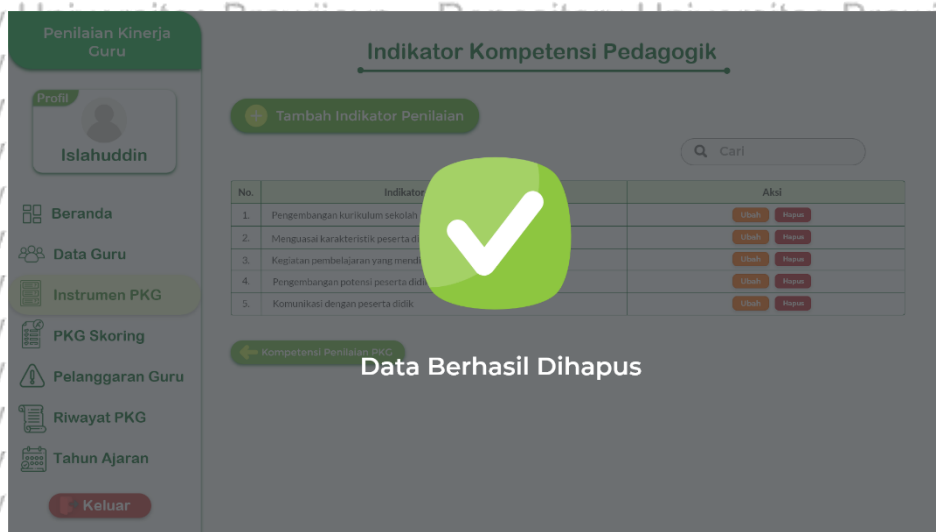 Penilaian Kinerja
Guru
Profil
Islahuddin
Beranda
Data Guru
Instrumen PKG
PKG Skoring
Pelanggaran Guru
Riwayat PKG
Tahun Ajaran
Keluar
Indikator Kompetensi Pedagogik
Tambah Indikator Penilaian
Cari
No. Indikator Aksi
1. Pengembangan kurikulum sekolah Ubah Hapus
2. Menguasai karakteristik peserta Ubah Hapus
3. Kegiatan pembelajaran yang Ubah Hapus
4. Pengembangan potensi peserta Ubah Hapus
5. Komunikasi dengan peserta didik Ubah Hapus
Kompetensi Penilaian PKG
Data Berhasil Dihapus